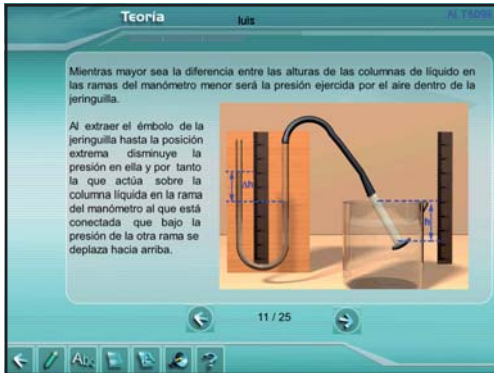 Teoría
luis
Mientras mayor sea la diferencia entre las alturas de las columnas de líquido en
las ramas del manómetro menor será la presión ejercida por el aire dentro de la
jeringuilla.
Al extraer el émbolo de la
jeringuilla hasta la posición
extrema disminuye la
presión en ella y por tanto
la que actúa sobre la
columna líquida en la rama
del manómetro al que está
conectada que bajo la
presión de la otra rama se
deplaza hacia arriba.
Δh
h
11 / 25